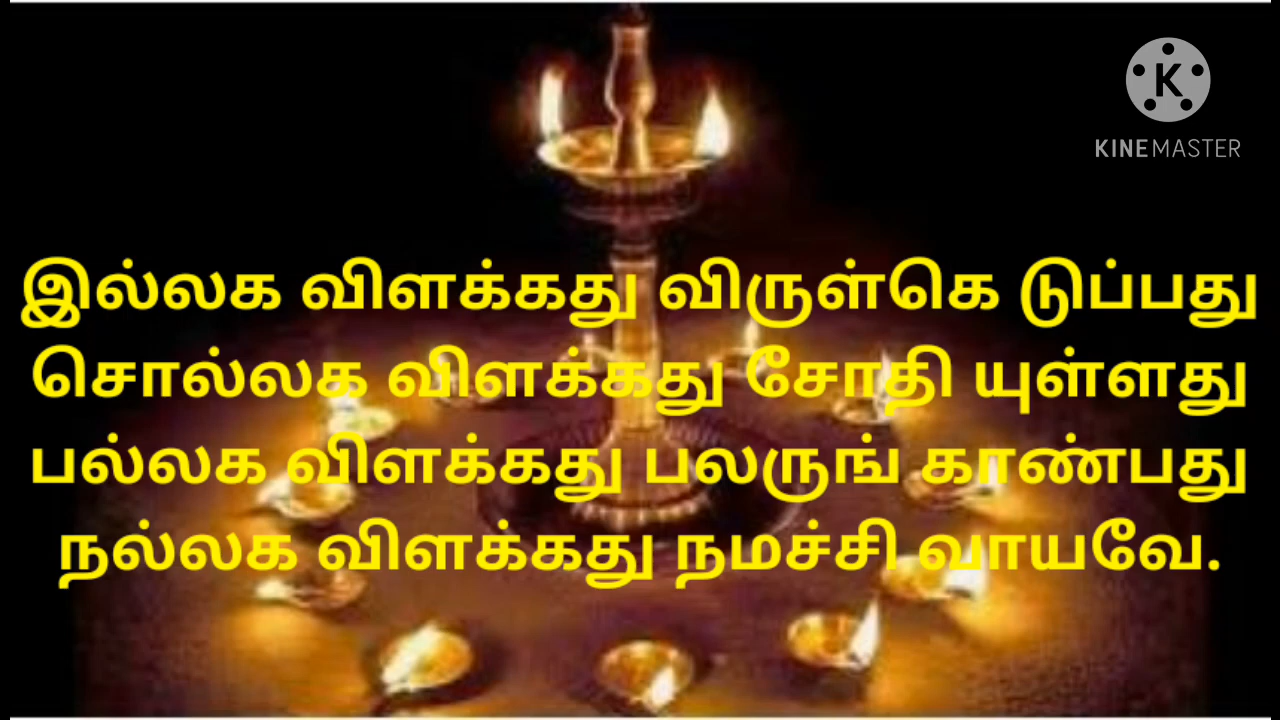 K
KINEMASTER
இல்லக விளக்கது விருள்கெ டுப்பது
சொல்லக விளக்கது சோதி யுள்ளது
பல்லக விளக்கது பலருங் காண்பது
நல்லக விளக்கது நமச்சி வாயவே.